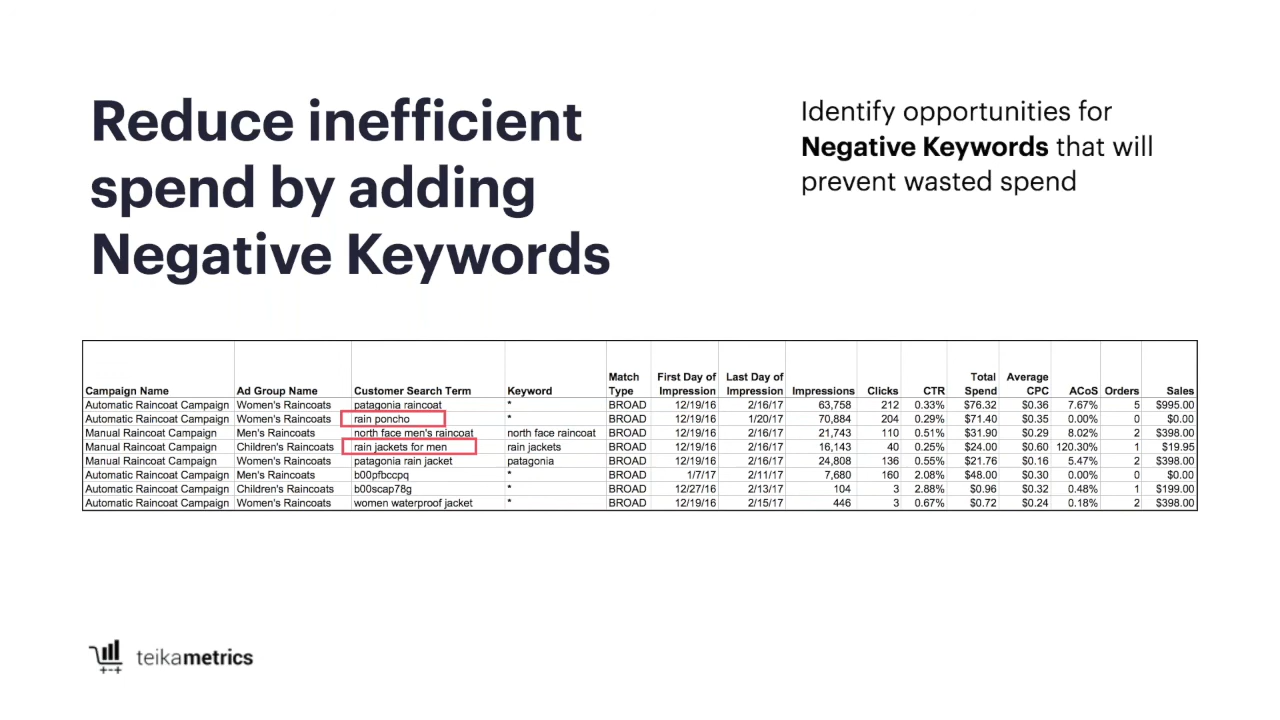 Reduce inefficient
spend by adding
Negative Keywords
Identify opportunities for
Negative Keywords that will
prevent wasted spend
Campaign Name Ad Group Name Customer Search Term Keyword Match Type First Day of Impression Last Day of Impression Impressions Clicks CTR Total Spend Average CPC ACoS Orders Sales
Automatic Raincoat Campaign Women's Raincoats patagonia raincoat * BROAD 12/19/16 2/16/17 63,758 212 0.33% $76.32 $0.36 7.67% 5 $995.00
Automatic Raincoat Campaign Women's Raincoats rain poncho * BROAD 12/19/16 1/20/17 70,884 204 0.29% $71.40 $0.35 0.00% 0 $0.00
Manual Raincoat Campaign Men's Raincoats north face men's raincoat north face raincoat BROAD 12/19/16 2/16/17 21,743 110 0.51% $31.90 $0.29 8.02% 2 $398.00
Manual Raincoat Campaign Children's Raincoats rain jackets for men rain jackets BROAD 12/19/16 2/16/17 16,143 40 0.25% $24.00 $0.60 120.30% 1 $19.95
Manual Raincoat Campaign Women's Raincoats patagonia rain jacket patagonia BROAD 12/19/16 2/16/17 24,808 136 0.55% $21.76 $0.16 5.47% 2 $398.00
Automatic Raincoat Campaign Men's Raincoats b00pfbccpq * BROAD 1/7/17 2/11/17 7,680 160 2.08% $48.00 $0.30 0.00% 0 $0.00
Automatic Raincoat Campaign Children's Raincoats b00scap78g * BROAD 12/27/16 2/13/17 104 3 2.88% $0.96 $0.32 0.48% 1 $199.00
Automatic Raincoat Campaign Women's Raincoats women waterproof jacket * BROAD 12/19/16 2/15/17 446 3 0.67% $0.72 $0.24 0.18% 2 $398.00
teikametrics